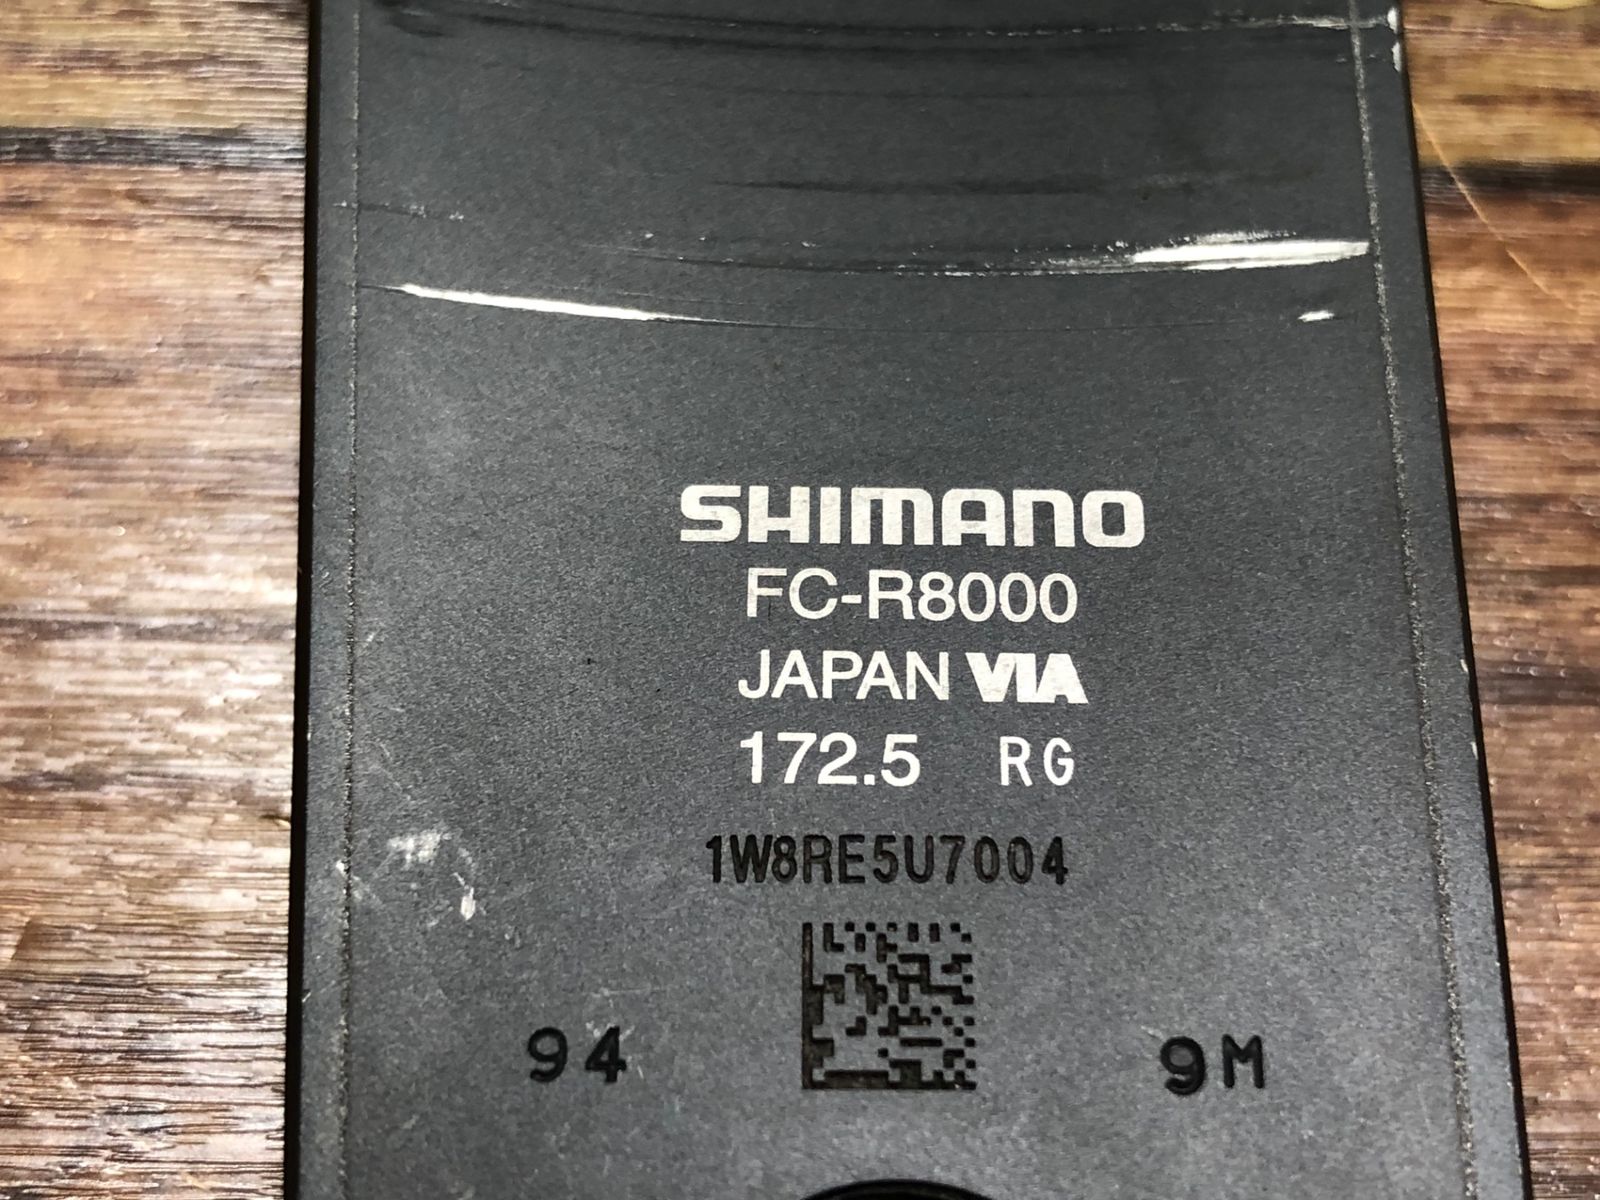 SHIMANO
FC-R8000
JAPAN VIA
172.5 RG
1W8RE5U7004
94 9M